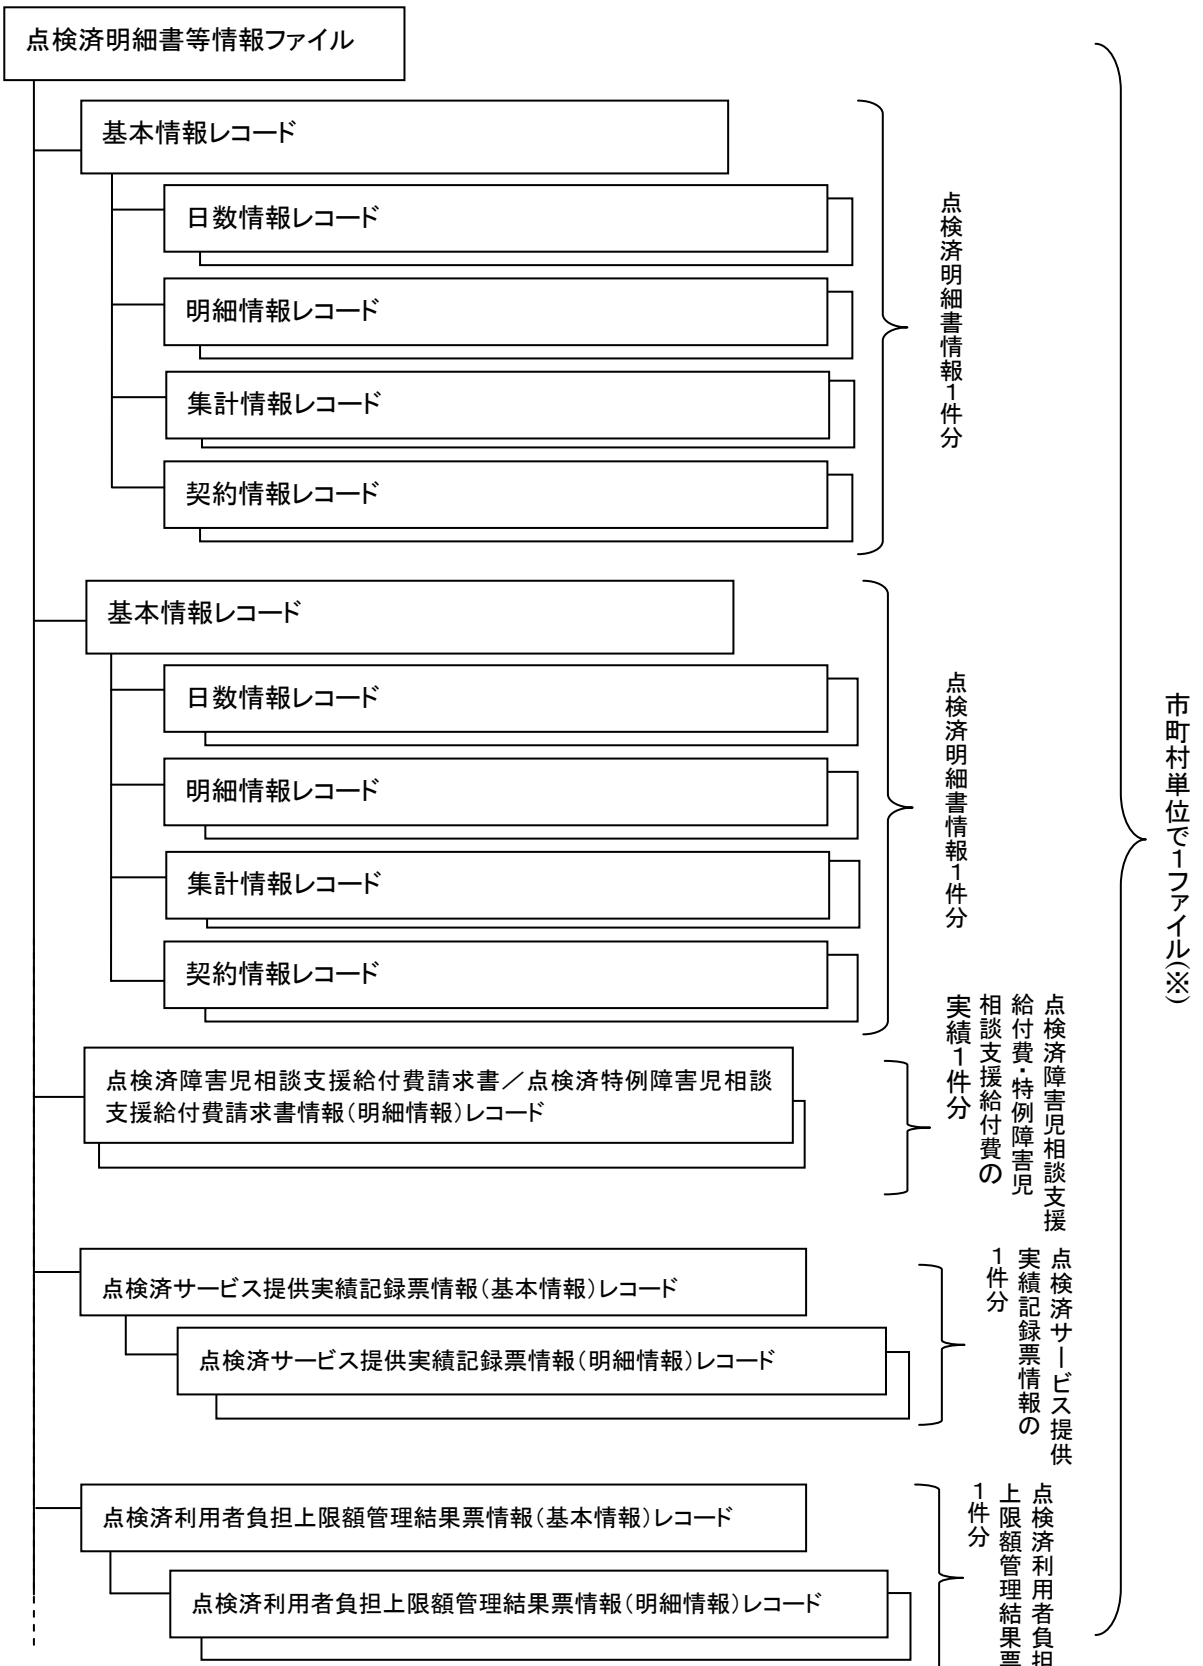 点検済明細書等情報ファイル
基本情報レコード
日数情報レコード
明細情報レコード
集計情報レコード
契約情報レコード
点検済明細書情報1件分
基本情報レコード
日数情報レコード
明細情報レコード
集計情報レコード
契約情報レコード
点検済明細書情報1件分
点検済障害児相談支援給付費請求書／点検済特例障害児相談
支援給付費請求書情報（明細情報）レコード
点検済障害児相談支援
給付費・特例障害児
相談支援給付費の
実績1件分
点検済サービス提供実績記録票情報（基本情報）レコード
点検済サービス提供実績記録票情報（明細情報）レコード
点検済サービス提供
実績記録票情報の
1件分
点検済利用者負担上限額管理結果票情報（基本情報）レコード
点検済利用者負担上限額管理結果票情報（明細情報）レコード
点検済利用者負担
上限額管理結果票
1件分
市町村単位で1ファイル(※)